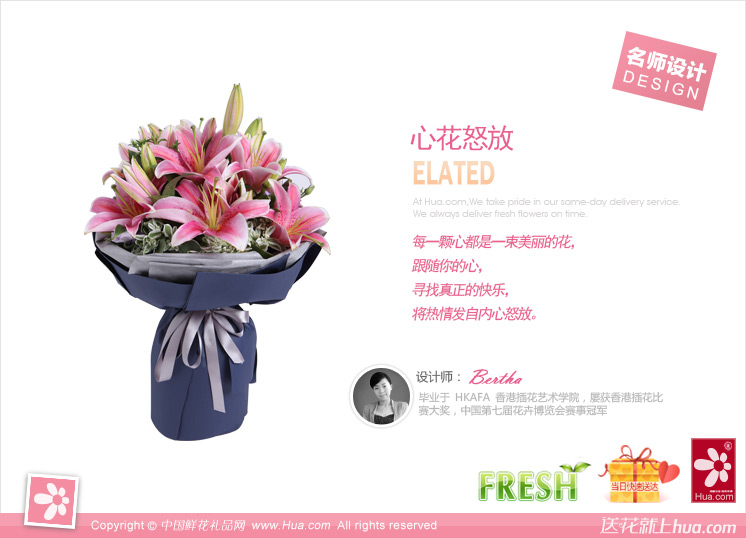 名师设计
DESIGN
心花怒放
ELATED
At Hua.com,We take pride in our same-day delivery service.
We always deliver fresh flowers on time.
每一颗心都是一束美丽的花，
跟随你的心，
寻找真正的快乐，
将热情发自内心怒放。
设计师： Bertha
毕业于 HKAFA 香港插花艺术学院，屡获香港插花比
赛大奖，中国第七届花卉博览会赛事冠军
FRESH
当日快速送达
Hua.com
Copyright © 中国鲜花礼品网 www.Hua.com All rights reserved
送花就上hua.com